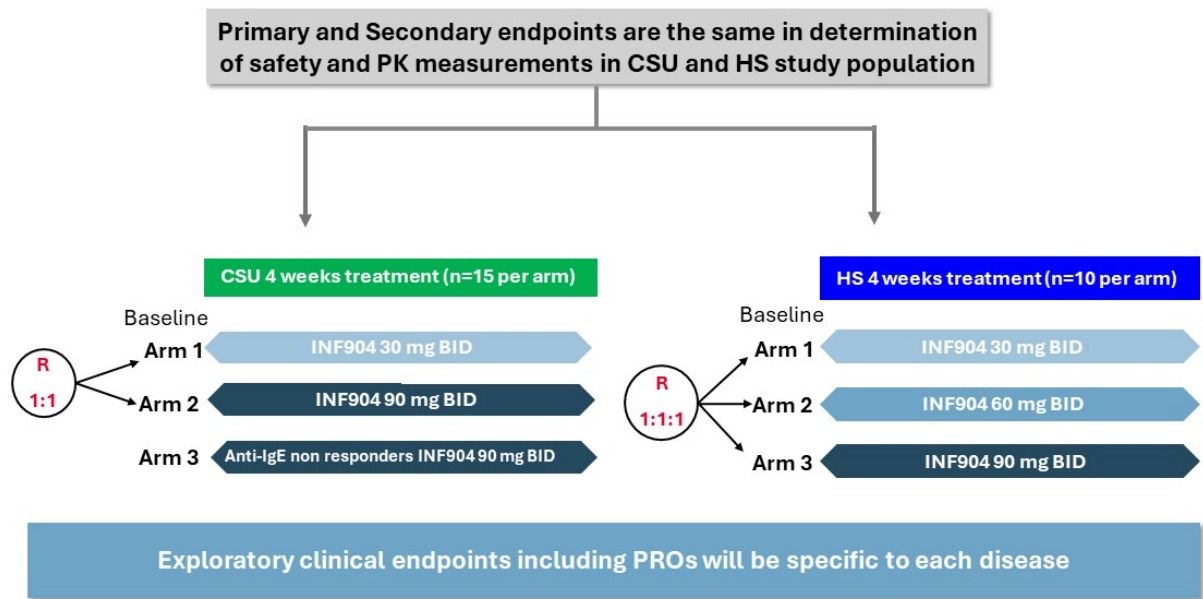 Primary and Secondary endpoints are the same in determination
of safety and PK measurements in CSU and HS study population
CSU 4 weeks treatment (n=15 per arm)
Baseline
R
1:1
Arm 1
INF904 30 mg BID
Arm 2
INF904 90 mg BID
Arm 3
Anti-IgE non responders INF904 90 mg BID
HS 4 weeks treatment (n=10 per arm)
Baseline
R
1:1:1
Arm 1
INF904 30 mg BID
Arm 2
INF904 60 mg BID
Arm 3
INF904 90 mg BID
Exploratory clinical endpoints including PROs will be specific to each disease